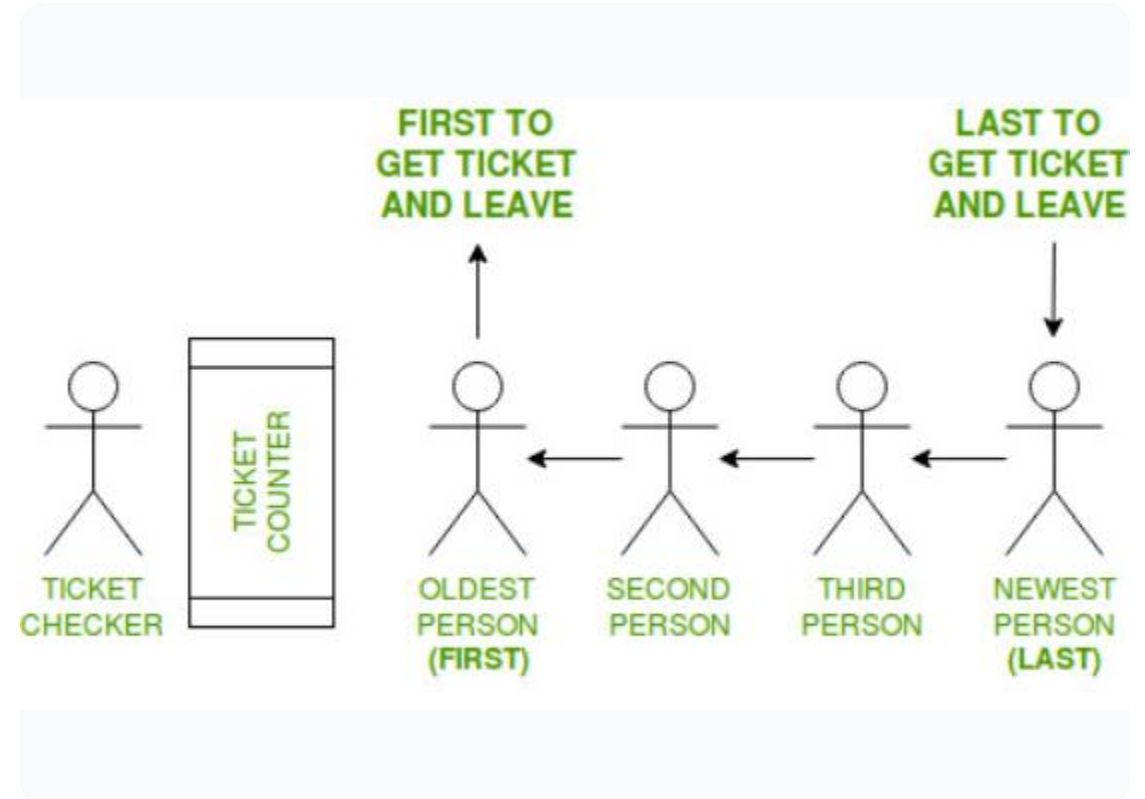 FIRST TO
GET TICKET
AND LEAVE
LAST TO
GET TICKET
AND LEAVE
TICKET
COUNTER
TICKET
CHECKER
OLDEST
PERSON
(FIRST)
SECOND
PERSON
THIRD
PERSON
NEWEST
PERSON
(LAST)